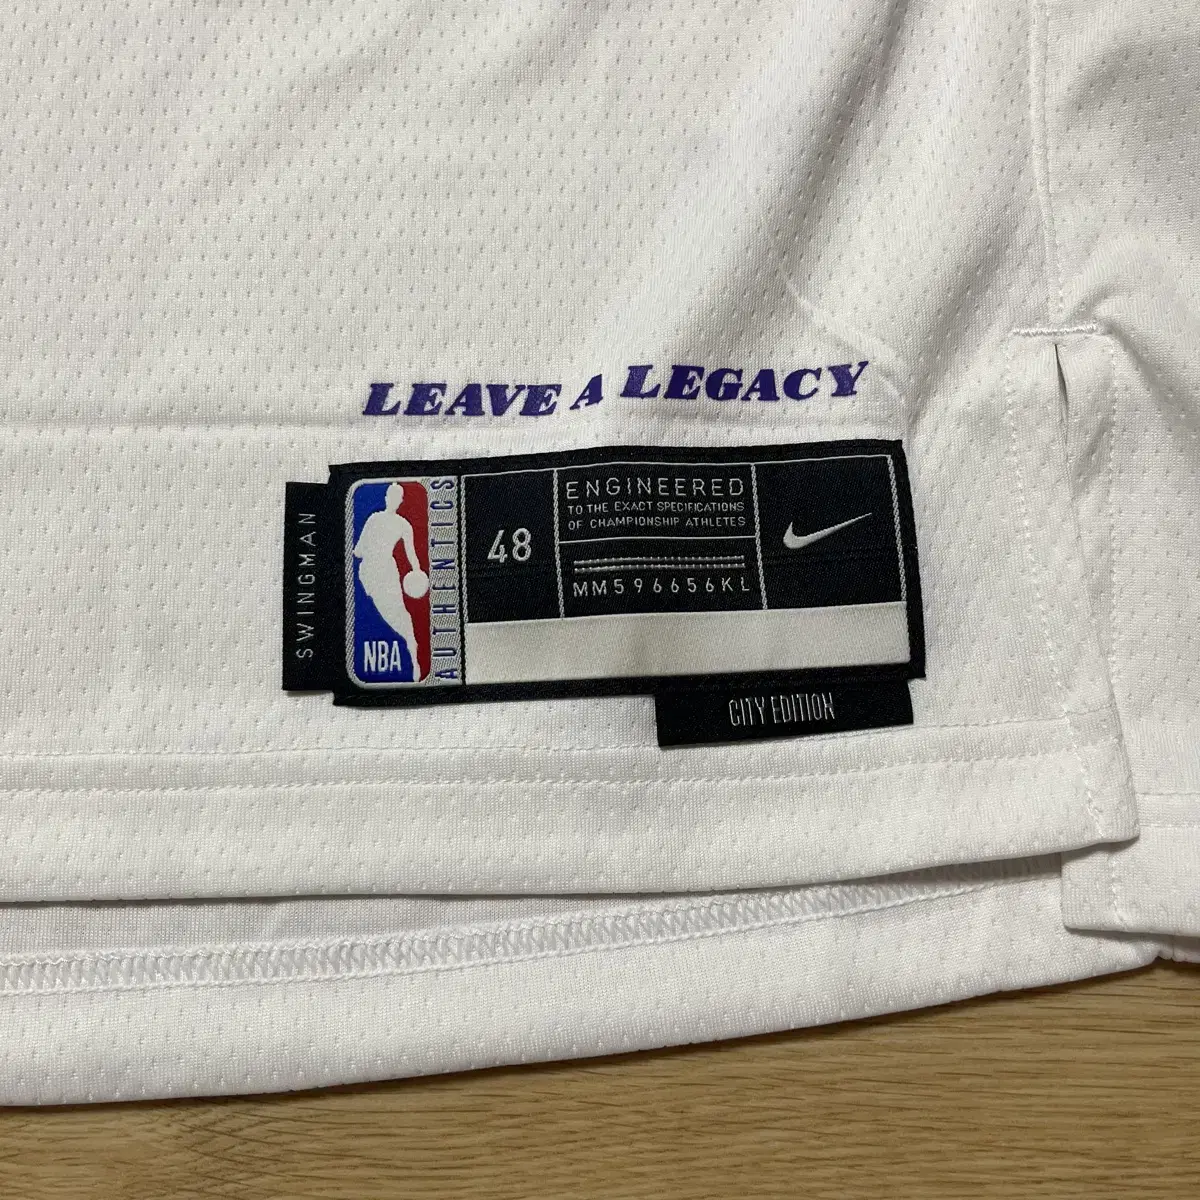 LEAVE A LEGACY
SWINGMAN
NBA
AUTHENTICS
48
ENGINEERED
TO THE EXACT SPECIFICATIONS
OF CHAMPIONSHIP ATHLETES
MM596656KL
CITY EDITION